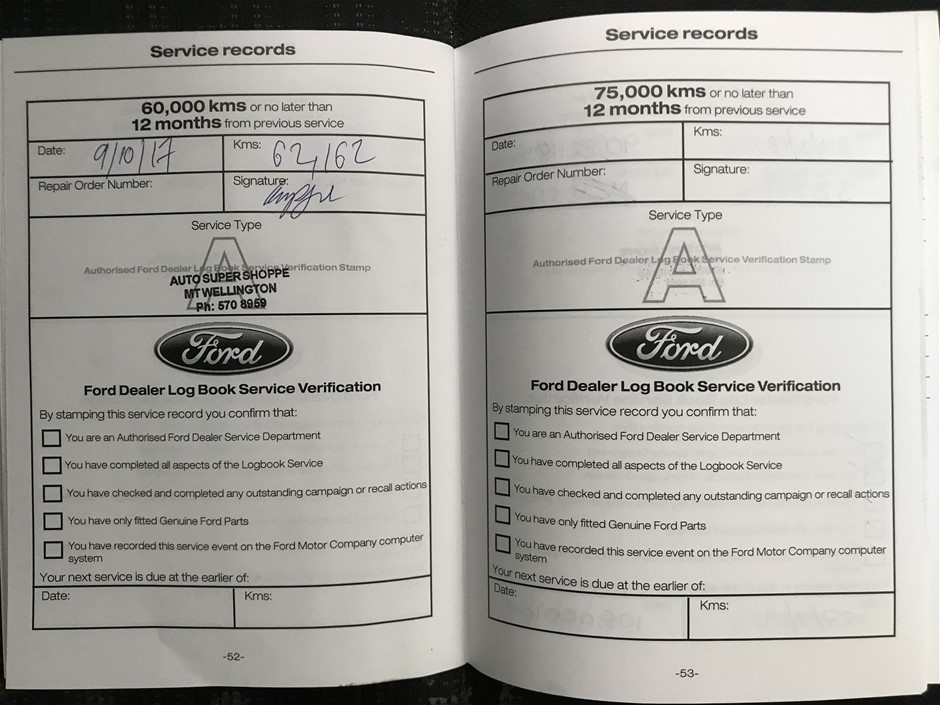 Service records
60,000 kms or no later than
12 months from previous service
Date: 9/10/17
Kms: 62,162
Repair Order Number:
Signature:
Service Type
A
Authorised Ford Dealer Log Book Service Verification Stamp
AUTO SUPER SHOPPE
MT WELLINGTON
Ph: 570 8959
Ford
Ford Dealer Log Book Service Verification
By stamping this service record you confirm that:
You are an Authorised Ford Dealer Service Department
You have completed all aspects of the Logbook Service
You have checked and completed any outstanding campaign or recall actions
You have only fitted Genuine Ford Parts
You have recorded this service event on the Ford Motor Company computer
system
Your next service is due at the earlier of:
Date:
Kms:
-52-
Service records
75,000 kms or no later than
12 months from previous service
Date:
Kms:
Repair Order Number:
Signature:
Service Type
A
Authorised Ford Dealer Log Book Service Verification Stamp
Ford
Ford Dealer Log Book Service Verification
By stamping this service record you confirm that:
You are an Authorised Ford Dealer Service Department
You have completed all aspects of the Logbook Service
You have checked and completed any outstanding campaign or recall actions
You have only fitted Genuine Ford Parts
You have recorded this service event on the Ford Motor Company computer
system
Your next service is due at the earlier of:
Date:
Kms:
-53-